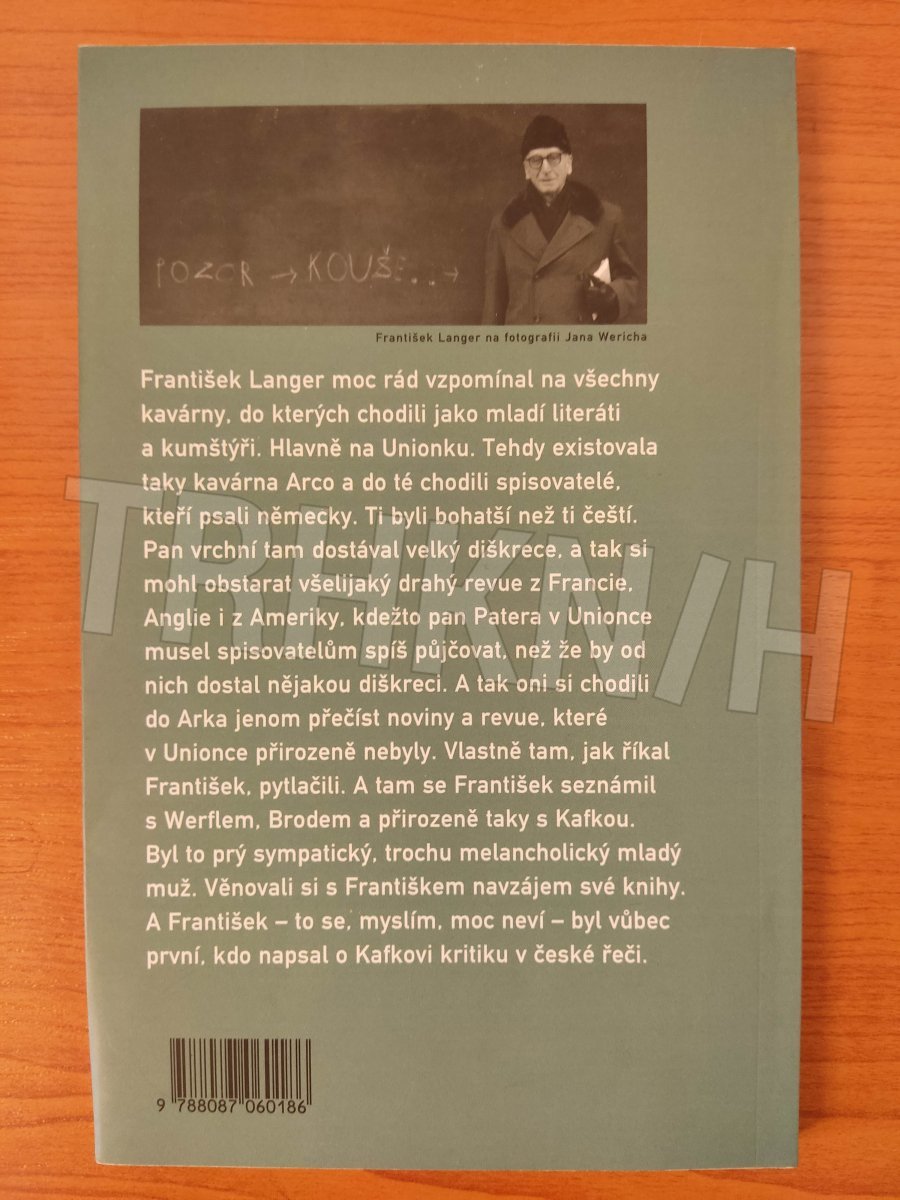 POZOR → KOUŠE..→
František Langer na fotografii Jana Wericha
František Langer moc rád vzpomínal na všechny
kavárny, do kterých chodili jako mladí literáti
a kumštýři. Hlavně na Unionku. Tehdy existovala
taky kavárna Arco a do té chodili spisovatelé,
kteří psali německy. Ti byli bohatší než ti čeští.
Pan vrchní tam dostával velký diškrece, a tak si
mohl obstarat všelijaký drahý revue z Francie,
Anglie i z Ameriky, kdežto pan Patera v Unionce
musel spisovatelům spíš půjčovat, než že by od
nich dostal nějakou diškreci. A tak oni si chodili
do Arka jenom přečíst noviny a revue, které
v Unionce přirozeně nebyly. Vlastně tam, jak říkal
František, pytlačili. A tam se František seznámil
s Werflem, Brodem a přirozeně taky s Kafkou.
Byl to prý sympatický, trochu melancholický mladý
muž. Věnovali si s Františkem navzájem své knihy.
A František – to se, myslím, moc neví – byl vůbec
první, kdo napsal o Kafkovi kritiku v české řeči.
TRHKNIH
9 788087 060186